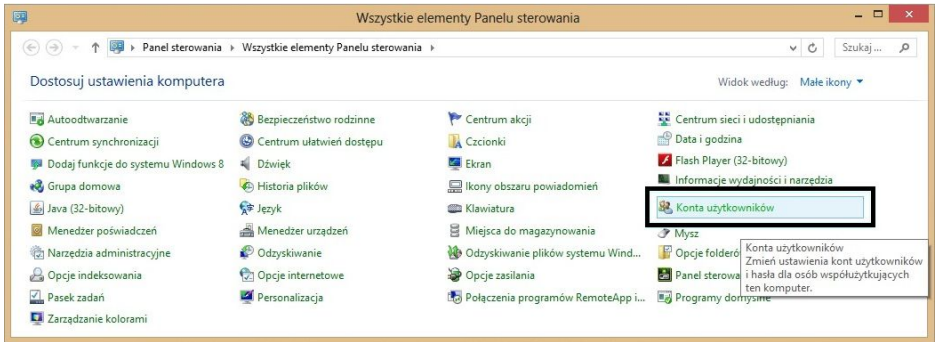 Wszystkie elementy Panelu sterowania
Panel sterowania Wszystkie elementy Panelu sterowania Szukaj...
Dostosuj ustawienia komputera Widok według: Małe ikony
Autoodtwarzanie Bezpieczeństwo rodzinne Centrum akcji Centrum sieci i udostępniania
Centrum synchronizacji Centrum ułatwień dostępu Czcionki Data i godzina
Dodaj funkcje do systemu Windows 8 Dźwięk Ekran Flash Player (32-bitowy)
Grupa domowa Historia plików Ikony obszaru powiadomień Informacje wydajności i narzędzia
Java (32-bitowy) Język Klawiatura Konta użytkowników
Menedżer poświadczeń Menedżer urządzeń Miejsca do magazynowania Mysz
Narzędzia administracyjne Odzyskiwanie Odzyskiwanie plików systemu Wind... Opcje folderó
Opcje indeksowania Opcje internetowe Opcje zasilania Panel sterowa
Pasek zadań Personalizacja Połączenia programów RemoteApp i... Programy domyślne
Zarządzanie kolorami
Konta użytkowników
Zmień ustawienia kont użytkowników
i hasła dla osób współużytkujących
ten komputer.